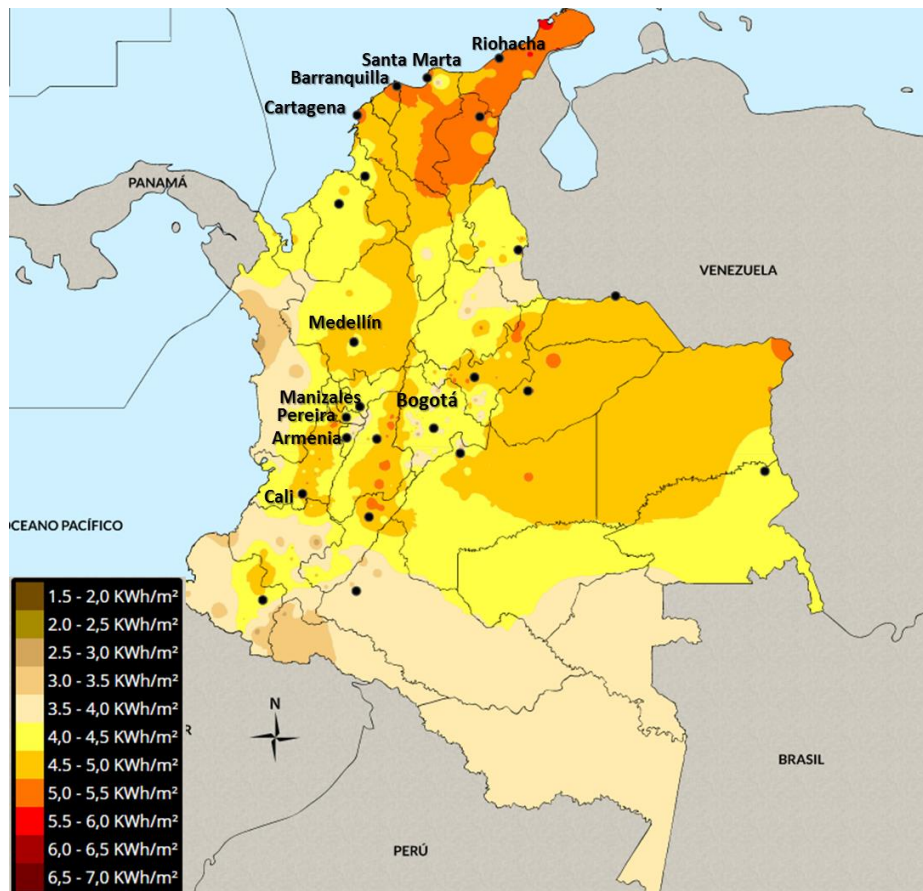 Riohacha
Santa Marta
Barranquilla
Cartagena
PANAMÁ
VENEZUELA
Medellín
Manizales
Bogotá
Pereira
Armenia
Cali
OCEANO PACÍFICO
1.5 - 2,0 KWh/m²
2.0 - 2,5 KWh/m²
2.5 - 3,0 KWh/m²
3.0 - 3.5 KWh/m²
3.5 - 4,0 KWh/m²
4,0 - 4,5 KWh/m²
4.5 - 5,0 KWh/m²
5,0 - 5,5 KWh/m²
5.5 - 6,0 KWh/m²
6,0 - 6,5 KWh/m²
6,5 - 7,0 KWh/m²
N
R
BRASIL
PERÚ